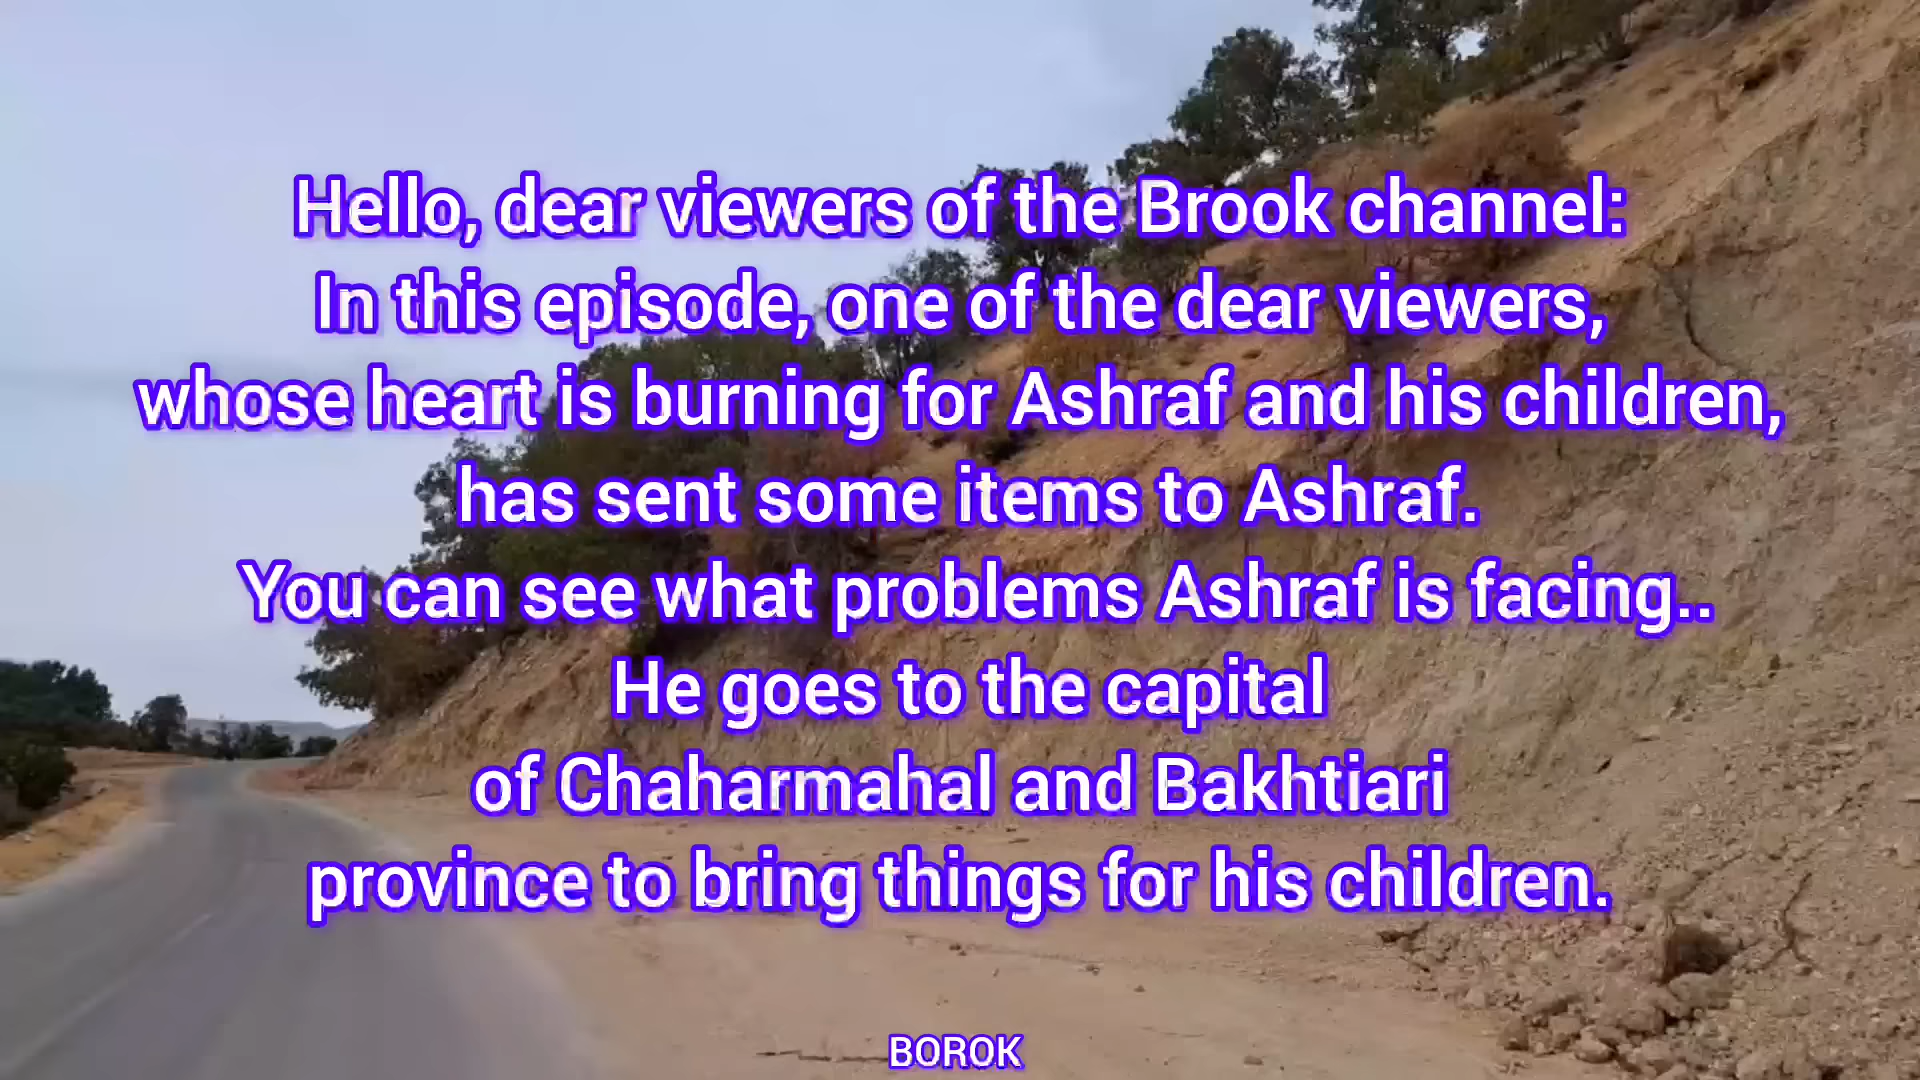 Hello, dear viewers of the Brook channel:
In this episode, one of the dear viewers,
whose heart is burning for Ashraf and his children,
has sent some items to Ashraf.
You can see what problems Ashraf is facing..
He goes to the capital
of Chaharmahal and Bakhtiari
province to bring things for his children.
BOROK